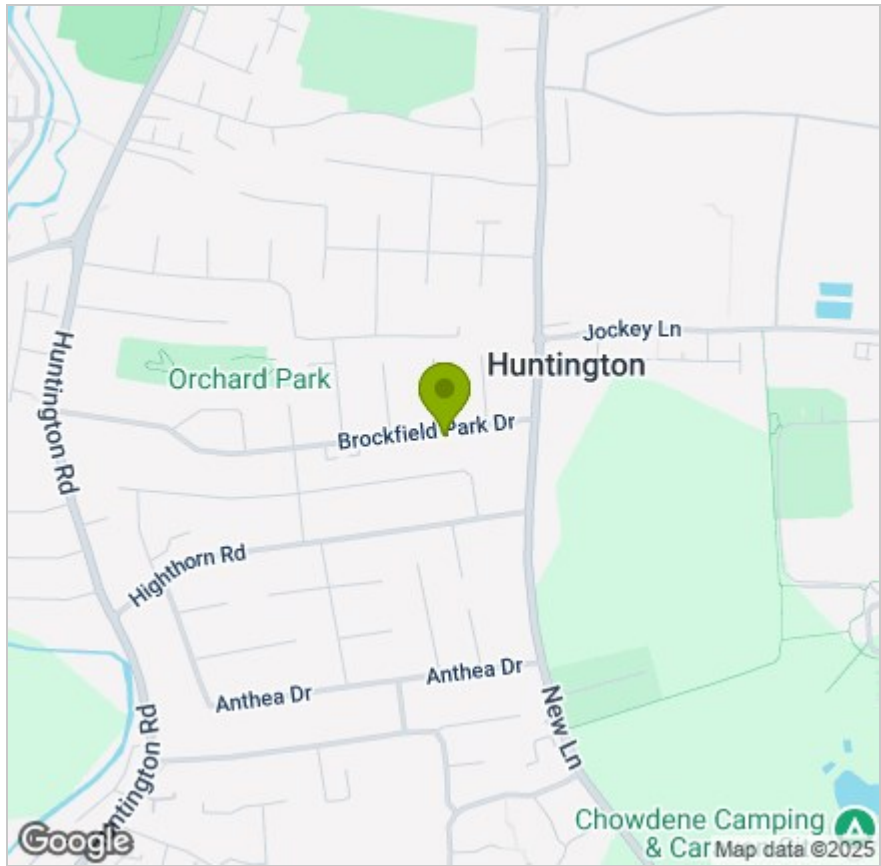 Jockey Ln
Huntington
Orchard Park
Huntington Rd
Brockfield Park Dr
Highthorn Rd
Anthea Dr
Anthea Dr
New Ln
Huntington Rd
Chowdene Camping
& Car
Google
Map data ©2025